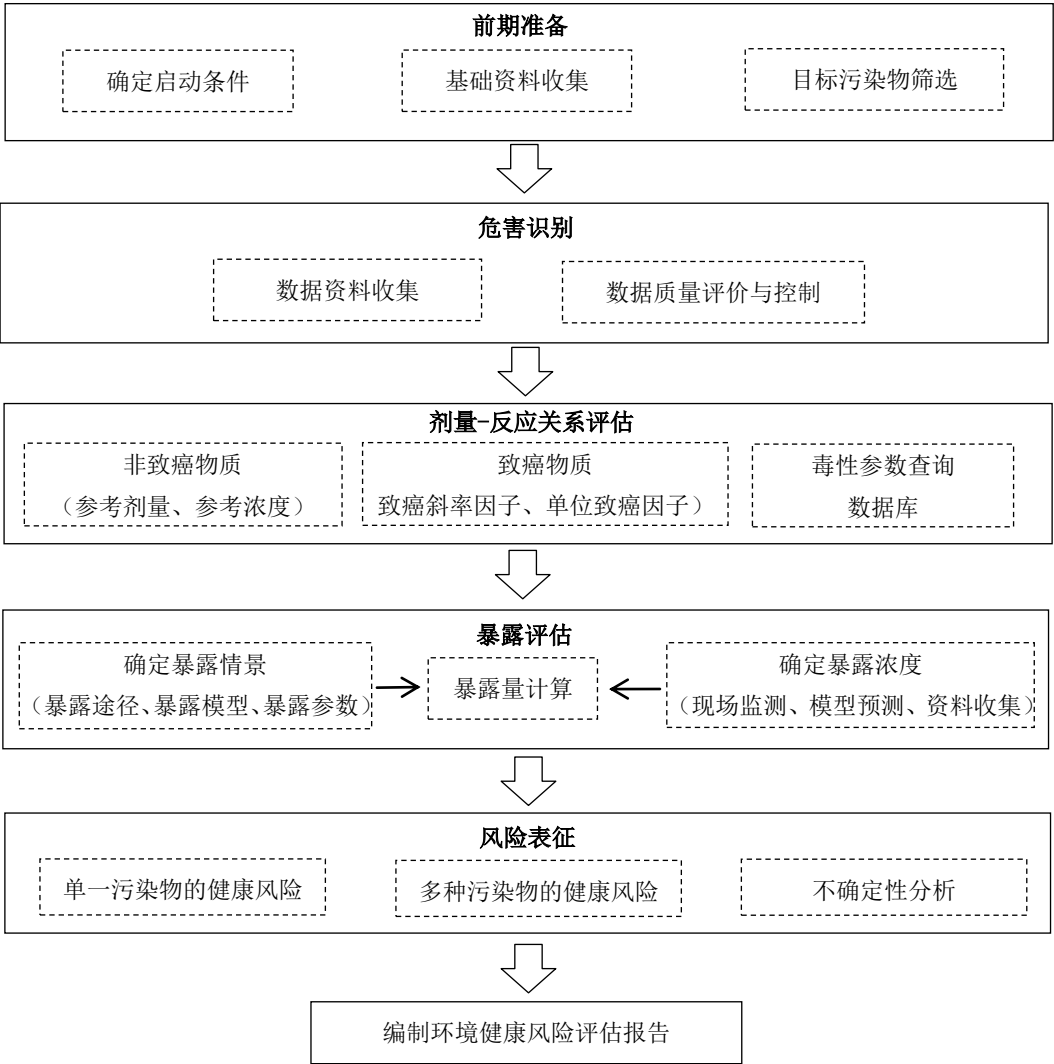 前期准备
确定启动条件
基础资料收集
目标污染物筛选
危害识别
数据资料收集
数据质量评价与控制
剂量-反应关系评估
非致癌物质
（参考剂量、参考浓度）
致癌物质
致癌斜率因子、单位致癌因子）
毒性参数查询
数据库
暴露评估
确定暴露情景
（暴露途径、暴露模型、暴露参数）
暴露量计算
确定暴露浓度
（现场监测、模型预测、资料收集）
风险表征
单一污染物的健康风险
多种污染物的健康风险
不确定性分析
编制环境健康风险评估报告